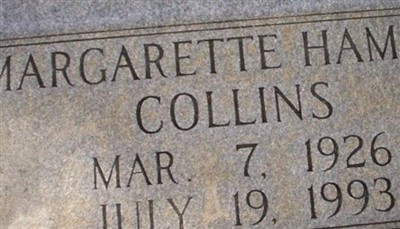 MARGARETTE HAM
COLLINS
MAR. 7, 1926
JULY 19, 1993